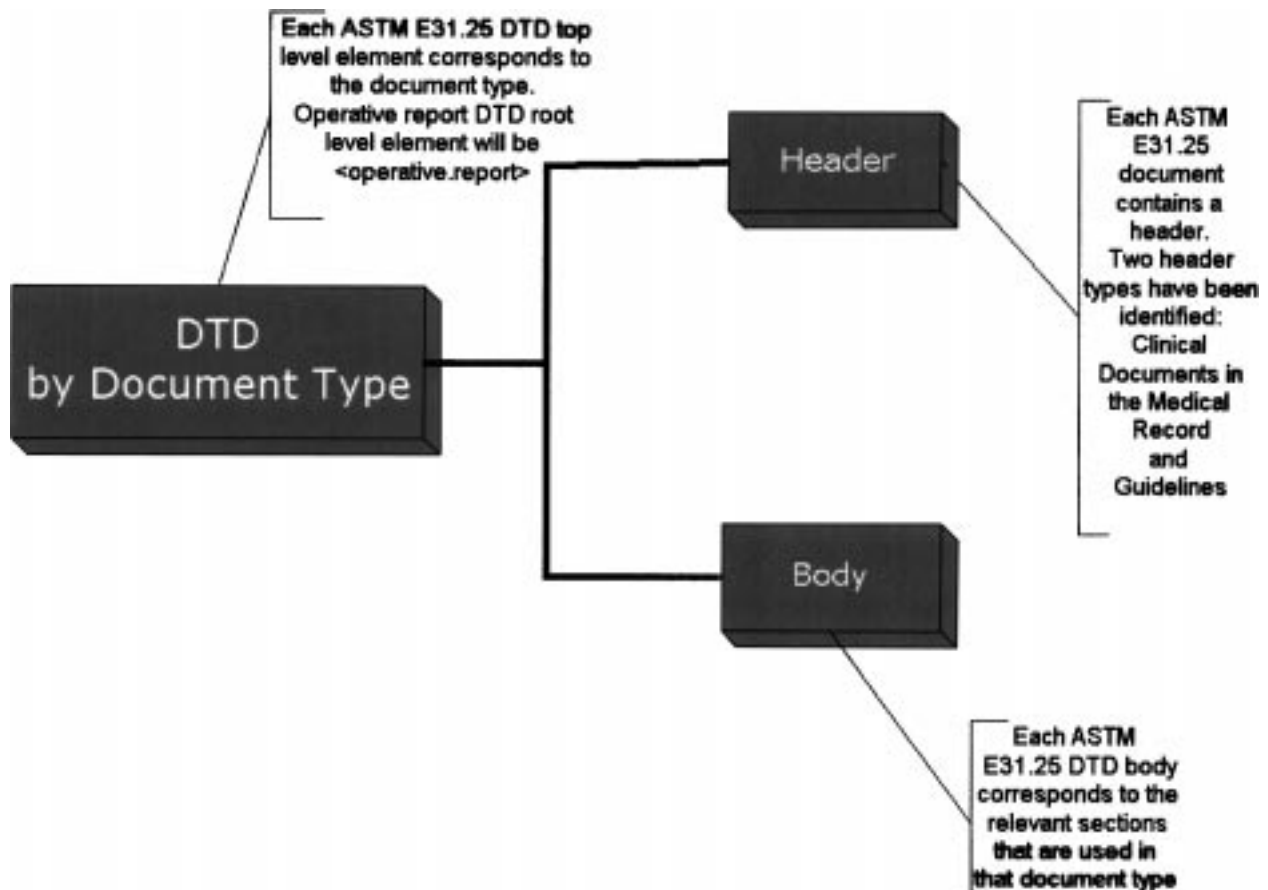 Each ASTM E31.25 DTD top
level element corresponds to
the document type.
Operative report DTD root
level element will be
<operative.report>
Header
Each ASTM
E31.25
document
contains a
header.
Two header
types have been
identified:
Clinical
Documents in
the Medical
Record
and
Guidelines
DTD
by Document Type
Body
Each ASTM
E31.25 DTD body
corresponds to the
relevant sections
that are used in
that document type